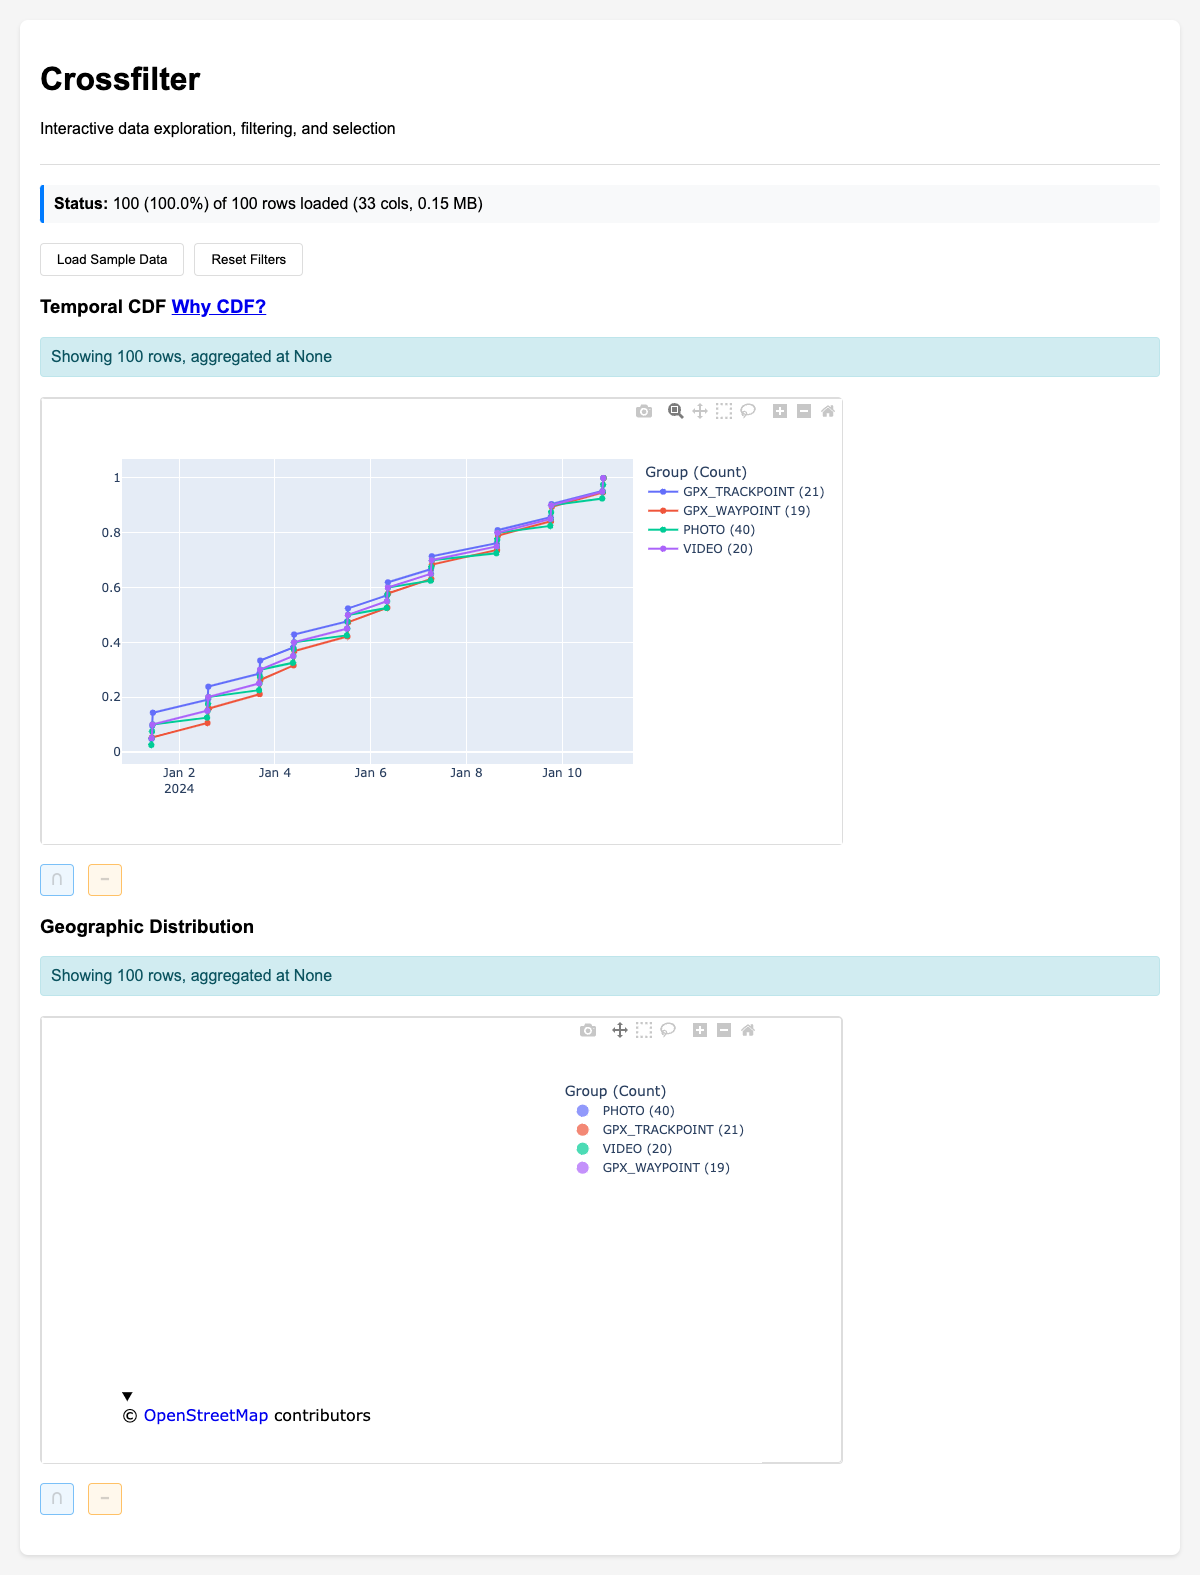 Crossfilter
Interactive data exploration, filtering, and selection
Status: 100 (100.0%) of 100 rows loaded (33 cols, 0.15 MB)
Load Sample Data Reset Filters
Temporal CDF Why CDF?
Showing 100 rows, aggregated at None
Group (Count)
GPX_TRACKPOINT (21)
GPX_WAYPOINT (19)
PHOTO (40)
VIDEO (20)
1
0.8
0.6
0.4
0.2
0
Jan 2 Jan 4 Jan 6 Jan 8 Jan 10
2024
∩ −
Geographic Distribution
Showing 100 rows, aggregated at None
Group (Count)
PHOTO (40)
GPX_TRACKPOINT (21)
VIDEO (20)
GPX_WAYPOINT (19)
© OpenStreetMap contributors
∩ −